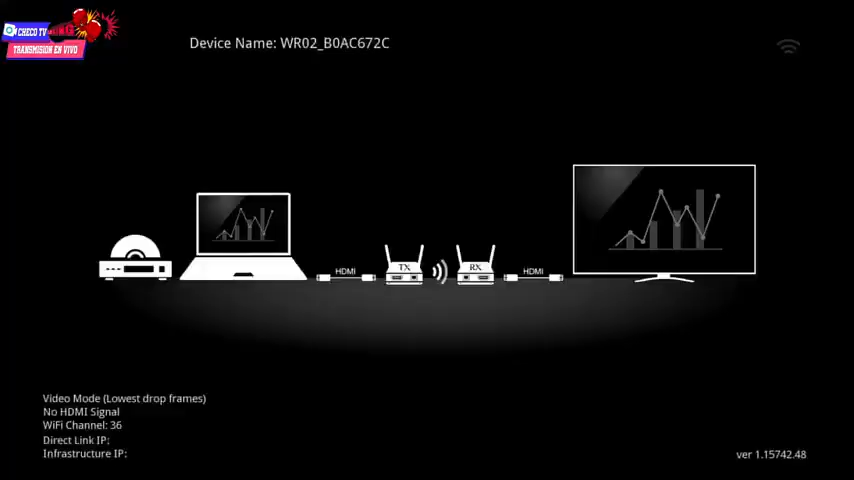 CHECO TV
TRANSMISION EN VIVO
Device Name: WR02_B0AC672C
HDMI
TX
RX
HDMI
Video Mode (Lowest drop frames)
No HDMI Signal
WiFi Channel: 36
Direct Link IP:
Infrastructure IP:
ver 1.15742.48